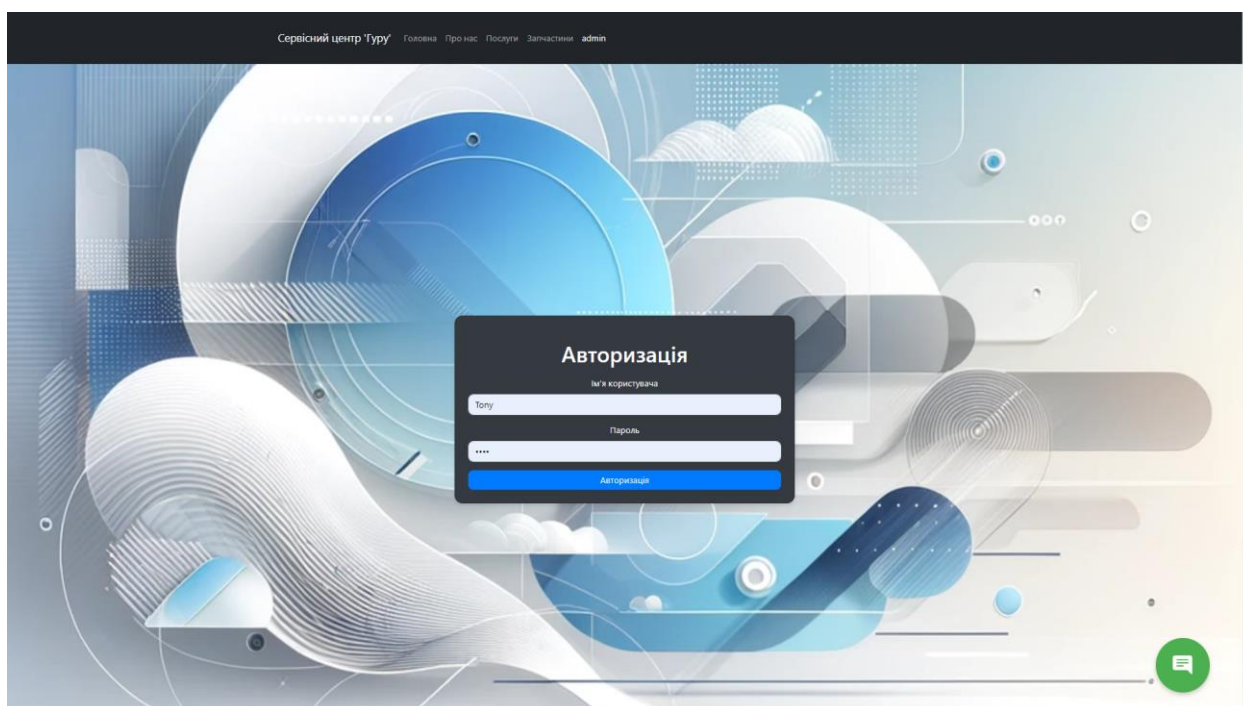 Сервісний центр 'Гуру' Головна Про нас Послуги Запчастини admin
Авторизація
Ім'я користувача
Tony
Пароль
••••
Авторизація